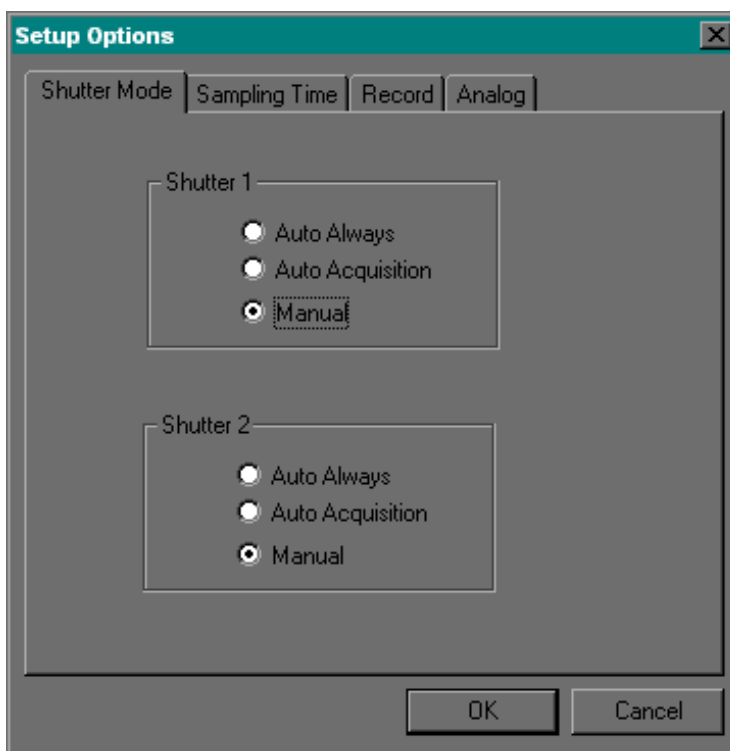 Setup Options
Shutter Mode Sampling Time Record Analog
Shutter 1
Auto Always
Auto Acquisition
Manual
Shutter 2
Auto Always
Auto Acquisition
Manual
OK Cancel